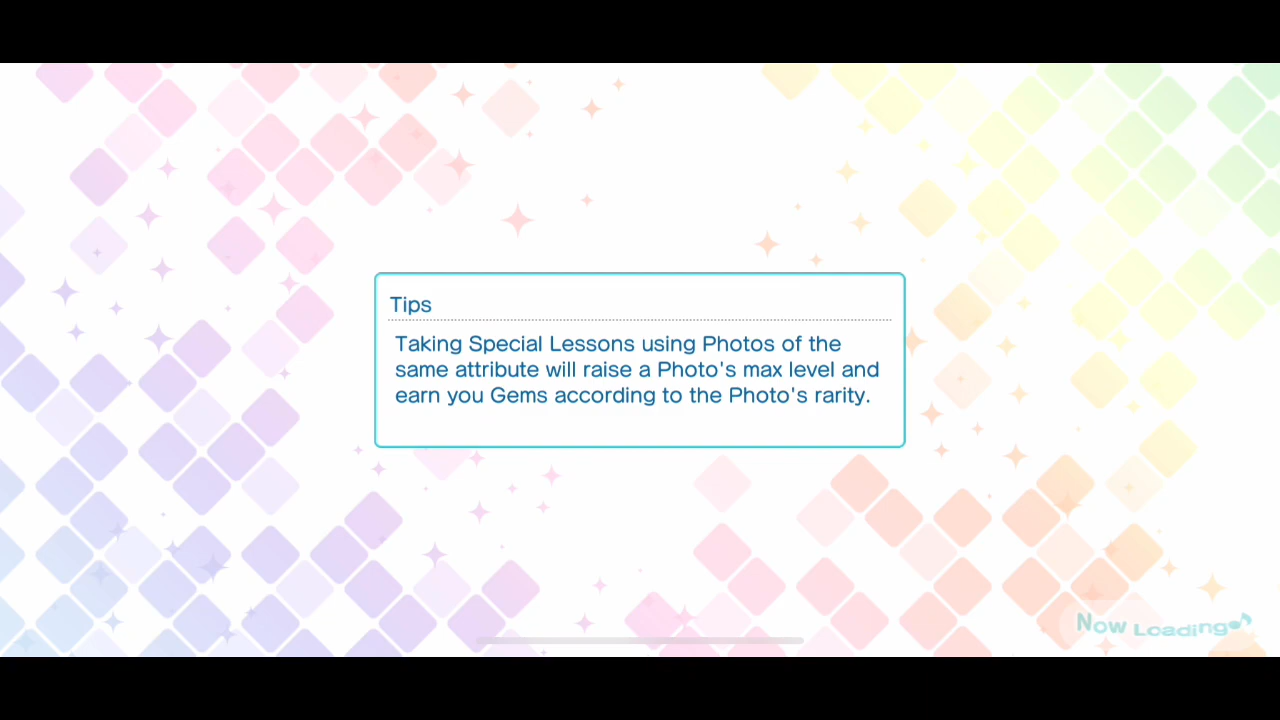 Tips
Taking Special Lessons using Photos of the
same attribute will raise a Photo's max level and
earn you Gems according to the Photo's rarity.
Now Loading♪